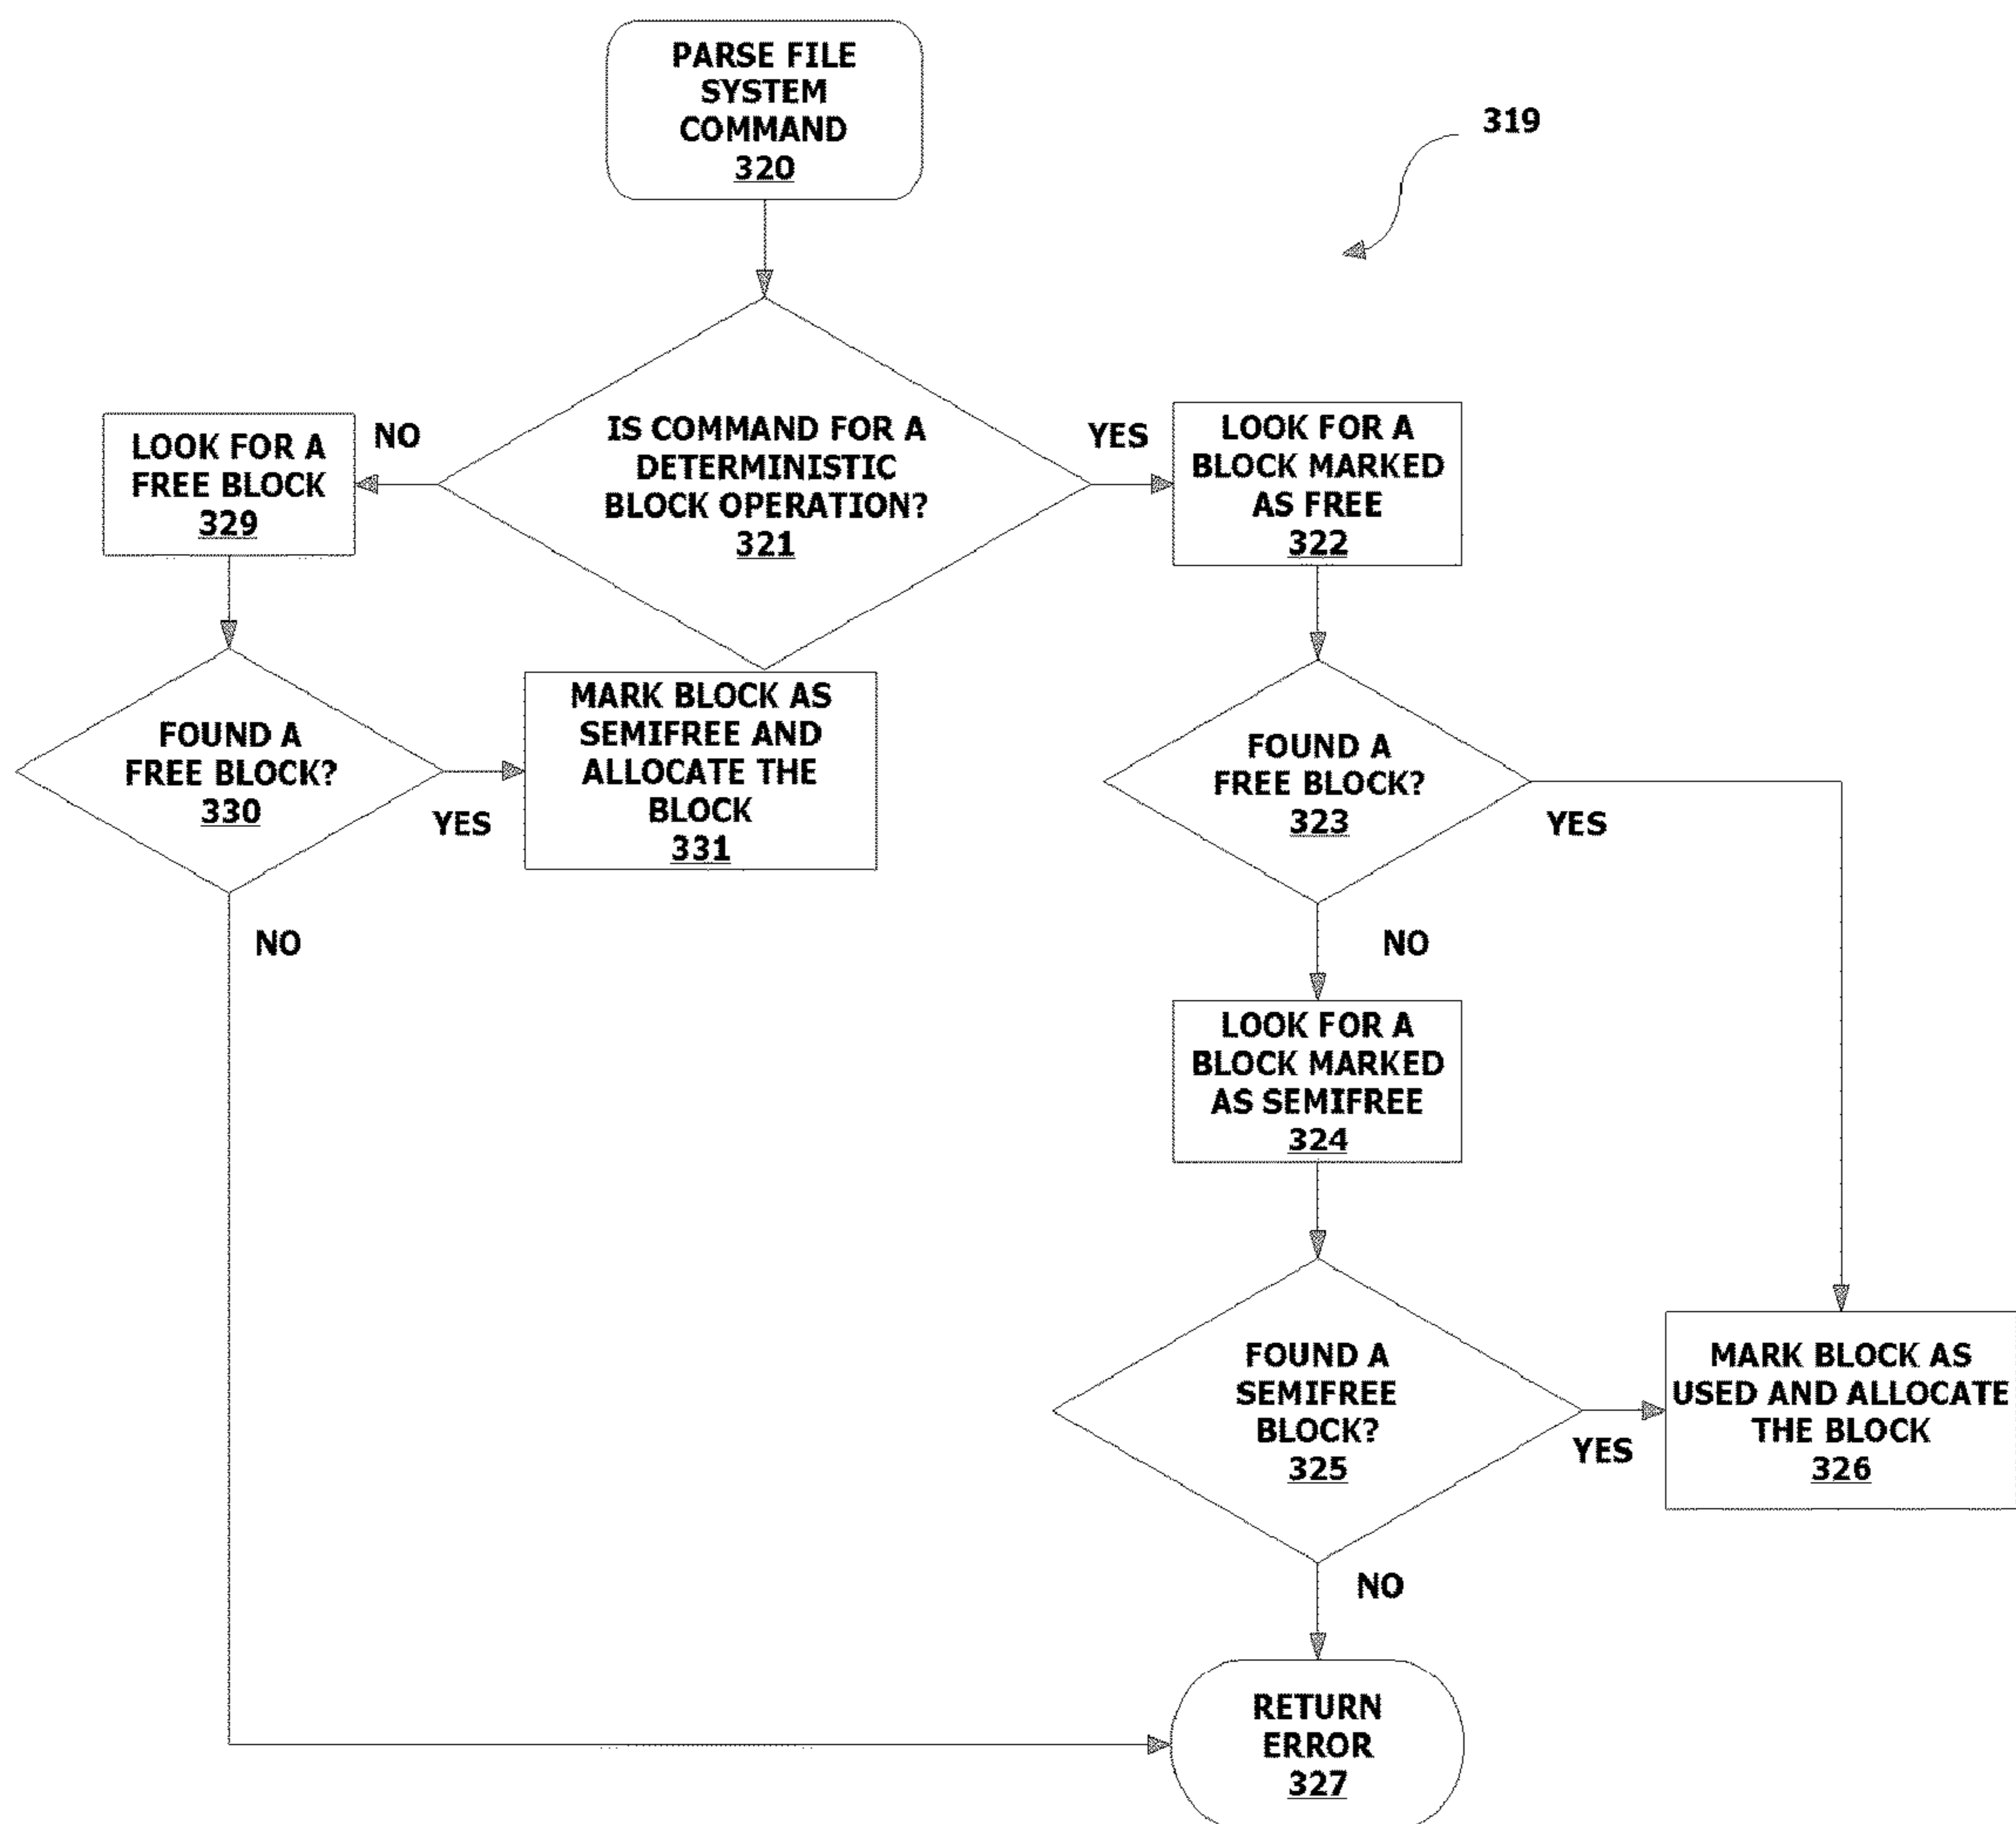 PARSE FILE
SYSTEM
COMMAND
320
319
IS COMMAND FOR A
DETERMINISTIC
BLOCK OPERATION?
321
NO
YES
LOOK FOR A
FREE BLOCK
329
LOOK FOR A
BLOCK MARKED
AS FREE
322
FOUND A
FREE BLOCK?
330
YES
NO
MARK BLOCK AS
SEMIFREE AND
ALLOCATE THE
BLOCK
331
FOUND A
FREE BLOCK?
323
YES
NO
LOOK FOR A
BLOCK MARKED
AS SEMIFREE
324
FOUND A
SEMIFREE
BLOCK?
325
YES
NO
MARK BLOCK AS
USED AND ALLOCATE
THE BLOCK
326
RETURN
ERROR
327